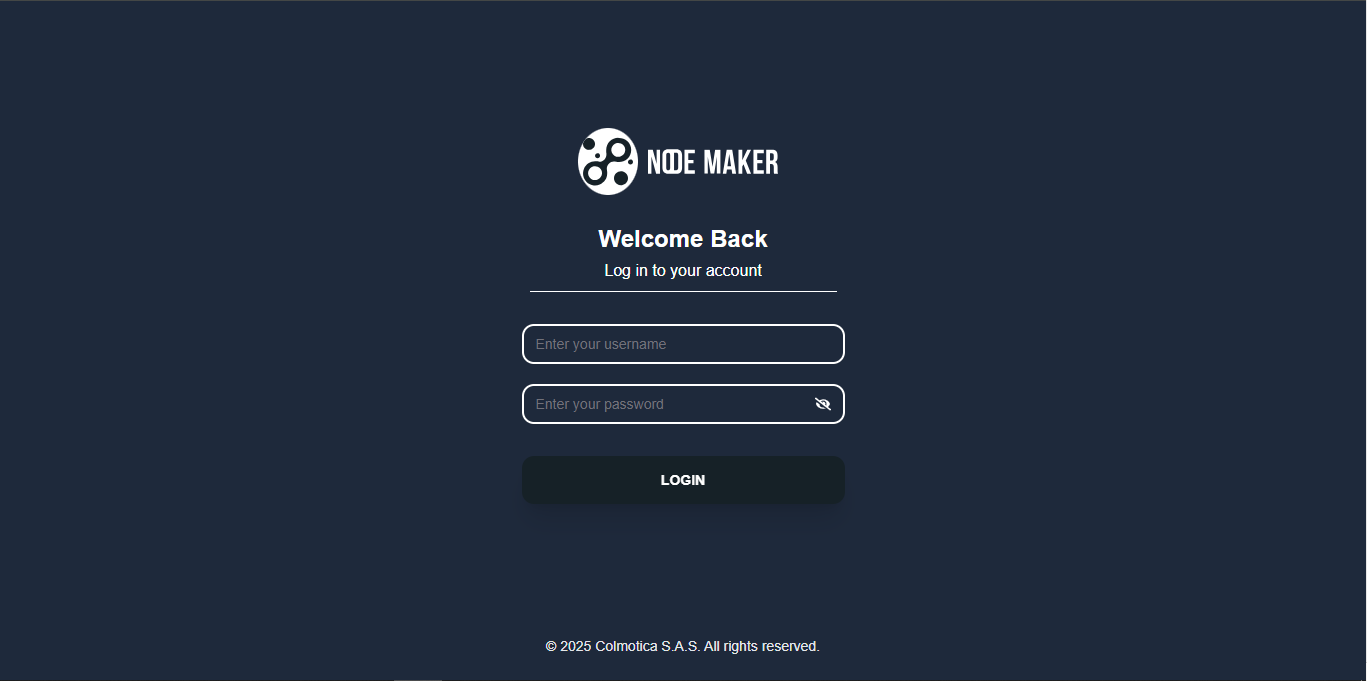 NODE MAKER
Welcome Back
Log in to your account
Enter your username
Enter your password
LOGIN
© 2025 Colmotica S.A.S. All rights reserved.